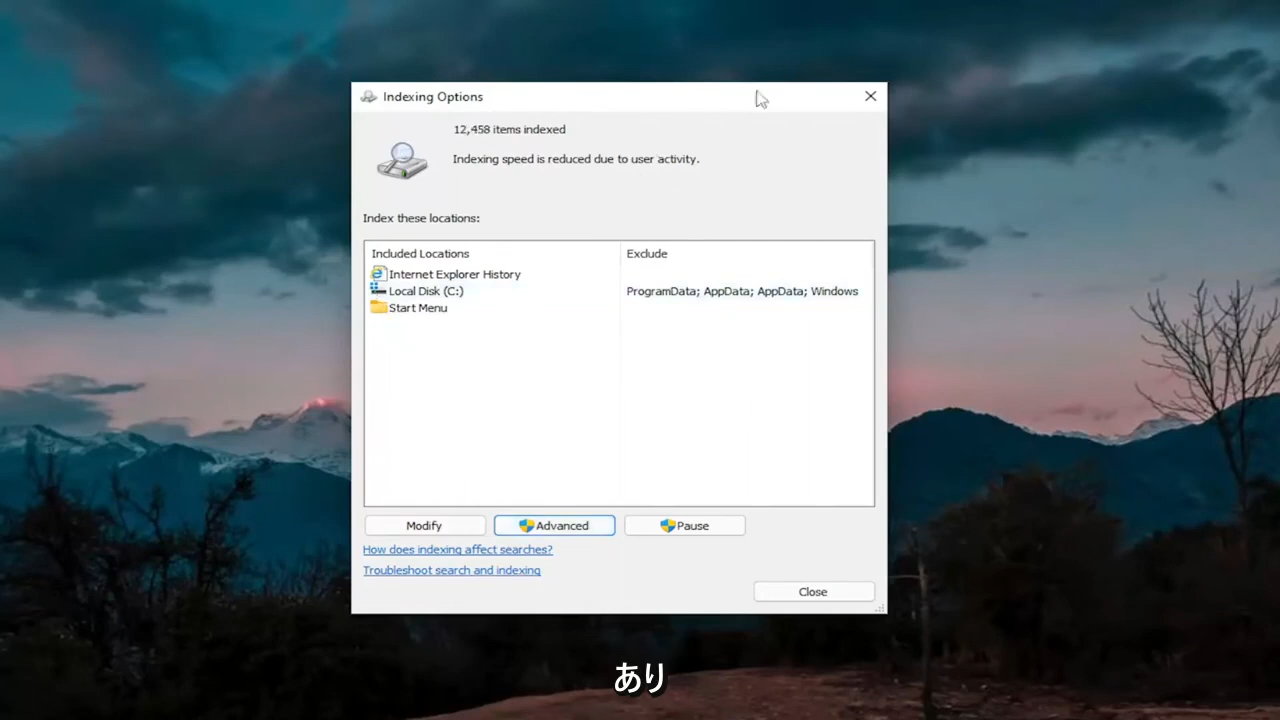 Indexing Options
12,458 items indexed
Indexing speed is reduced due to user activity.
Index these locations:
Included Locations Exclude
Internet Explorer History
Local Disk (C:) ProgramData; AppData; AppData; Windows
Start Menu
Modify Advanced Pause
How does indexing affect searches?
Troubleshoot search and indexing
Close
あり